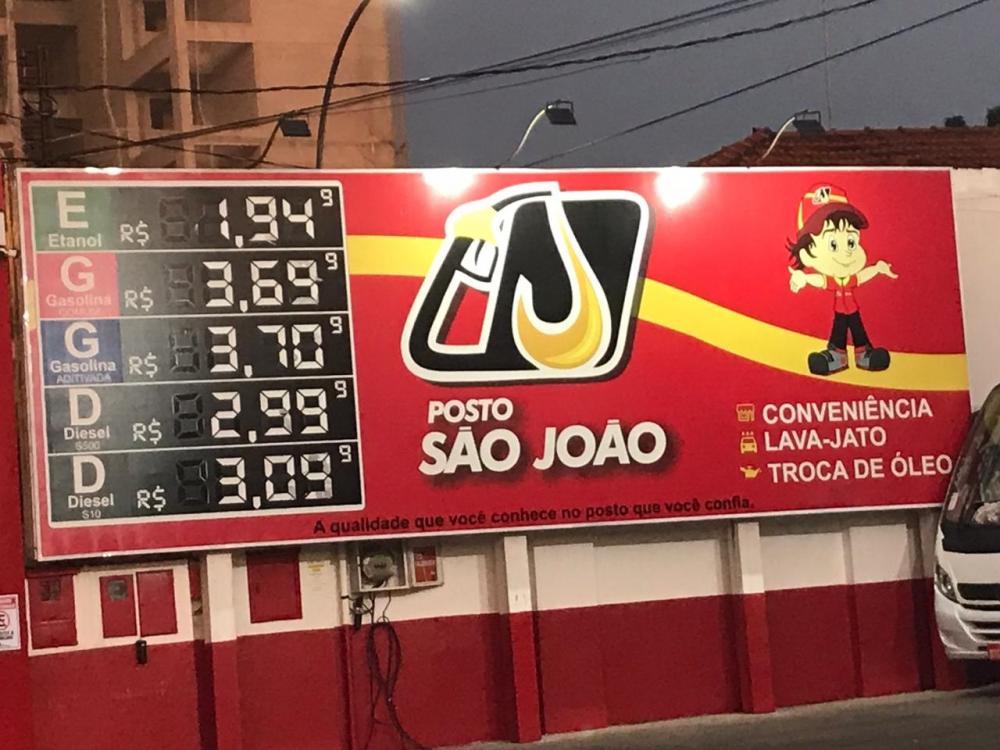 E
Etanol R$ 1,94 9
G
Gasolina
COMUM
R$ 3,69 9
G
Gasolina
ADITIVADA
R$ 3,70 9
D
Diesel
S500
R$ 2,99 9
D
Diesel
S10
R$ 3,09 9
POSTO
SÃO JOÃO
CONVENIÊNCIA
LAVA-JATO
TROCA DE ÓLEO
A qualidade que você conhece no posto que você confia.